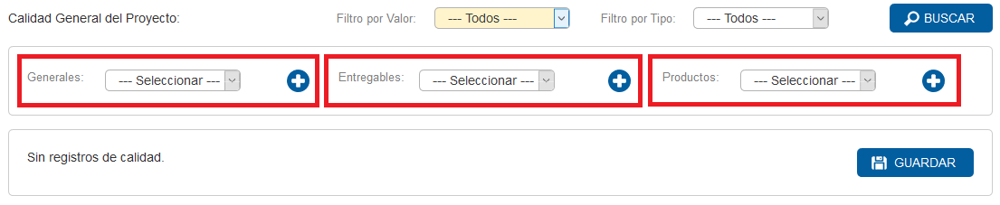 Calidad General del Proyecto: Filtro por Valor: --- Todos --- Filtro por Tipo: --- Todos --- BUSCAR
Generales: --- Seleccionar --- Entregables: --- Seleccionar --- Productos: --- Seleccionar ---
Sin registros de calidad. GUARDAR